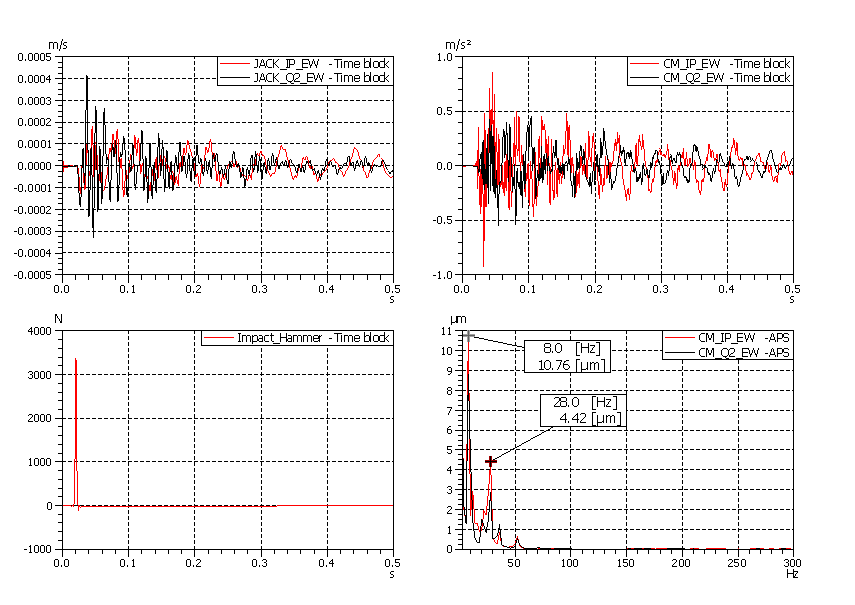 m/s
JACK_IP_EW -Time block
JACK_Q2_EW -Time block
0.0005
0.0004
0.0003
0.0002
0.0001
0.0000
-0.0001
-0.0002
-0.0003
-0.0004
-0.0005
0.0 0.1 0.2 0.3 0.4 0.5
s
m/s²
CM_IP_EW -Time block
CM_Q2_EW -Time block
1.0
0.5
0.0
-0.5
-1.0
0.0 0.1 0.2 0.3 0.4 0.5
s
N
Impact_Hammer -Time block
4000
3000
2000
1000
0
-1000
0.0 0.1 0.2 0.3 0.4 0.5
s
µm
CM_IP_EW -APS
CM_Q2_EW -APS
8.0 [Hz]
10.76 [µm]
28.0 [Hz]
4.42 [µm]
11
10
9
8
7
6
5
4
3
2
1
0
50 100 150 200 250 300
Hz